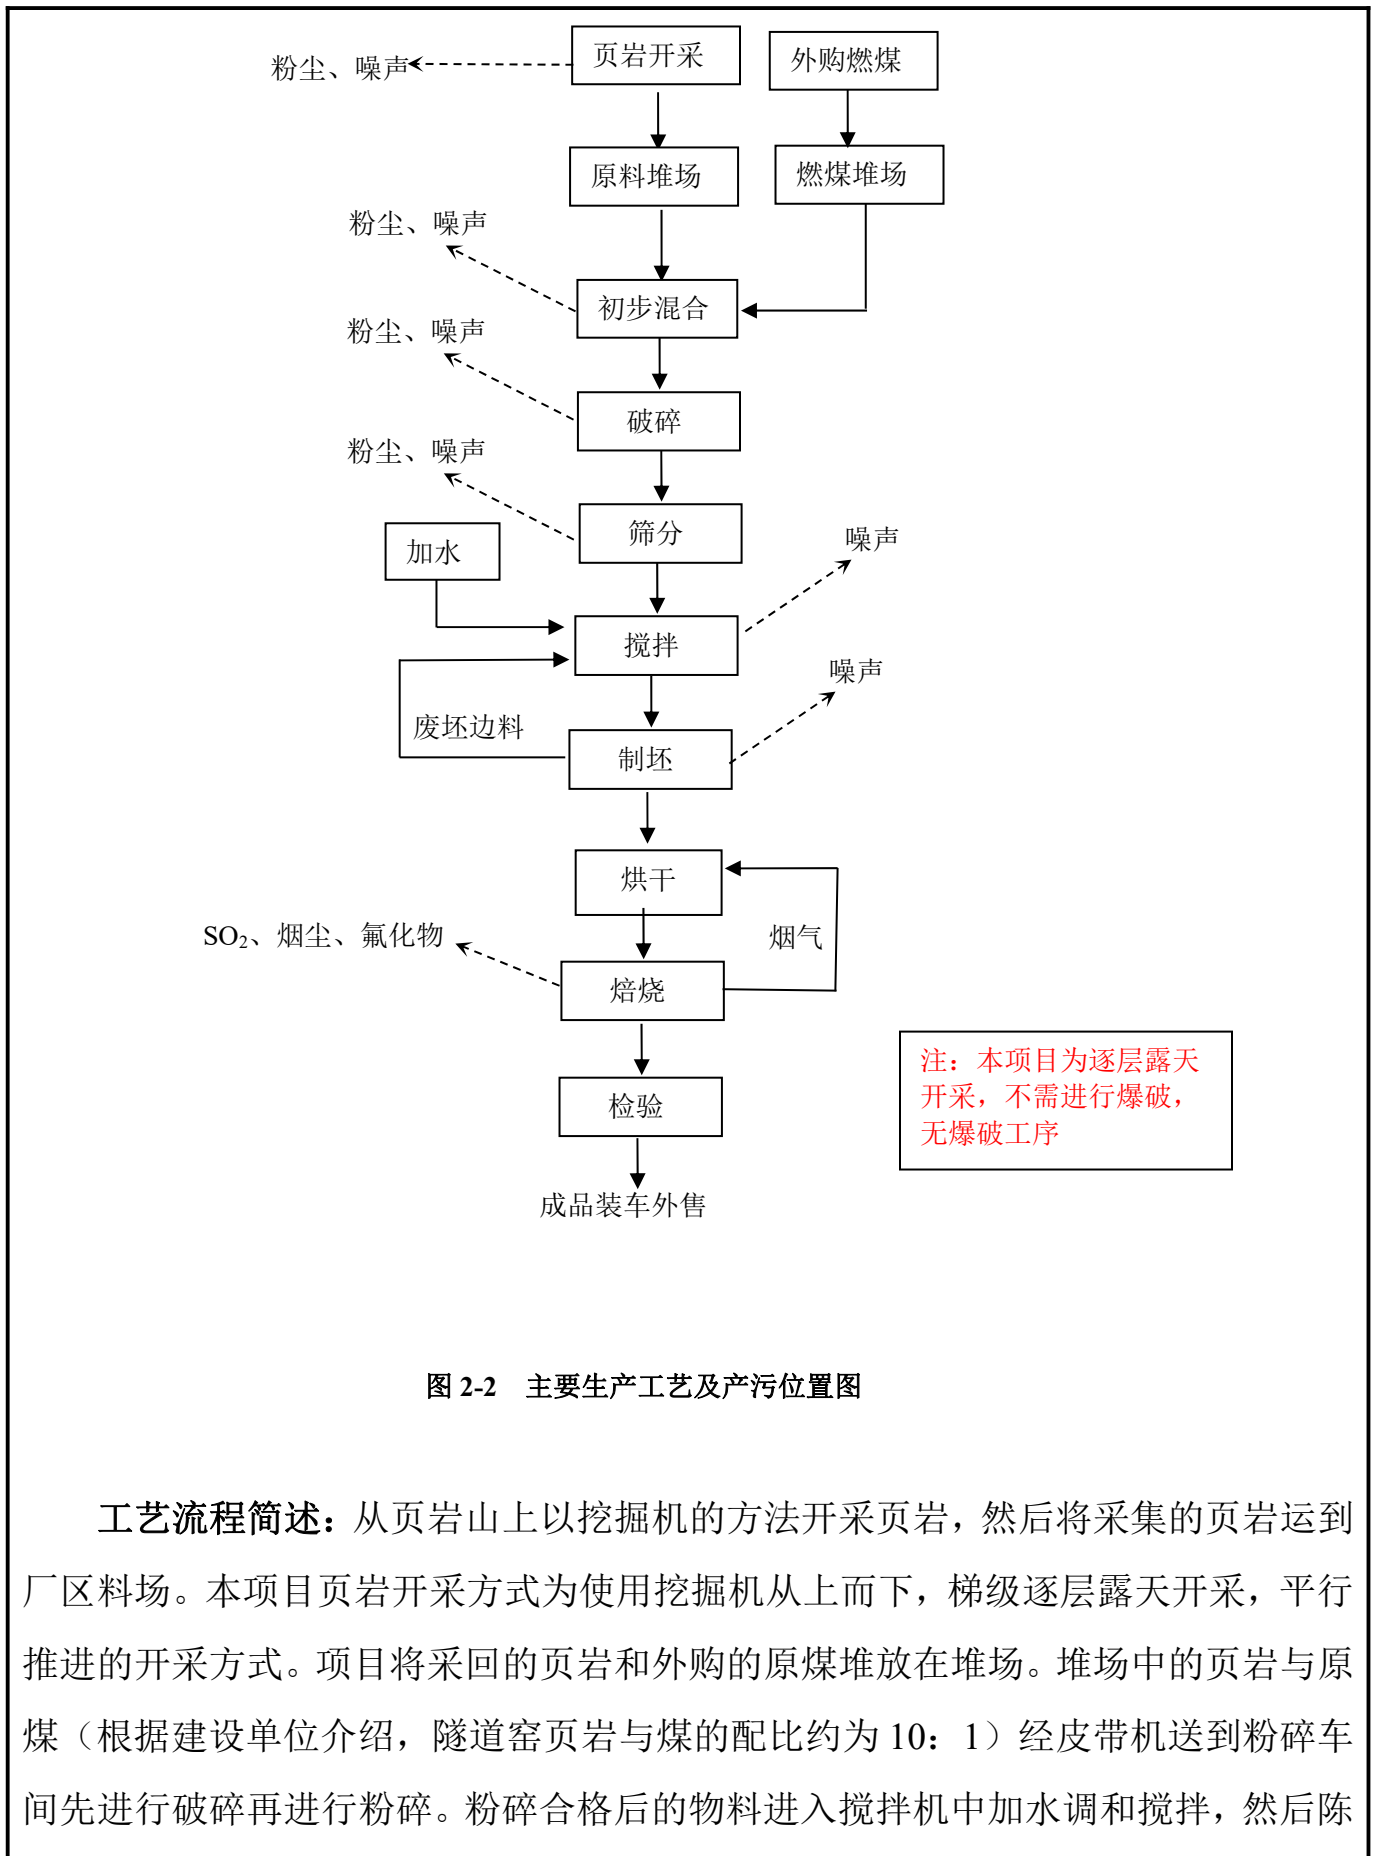 页岩开采
外购燃煤
粉尘、噪声
原料堆场
燃煤堆场
粉尘、噪声
初步混合
粉尘、噪声
破碎
粉尘、噪声
筛分
噪声
加水
搅拌
噪声
废坯边料
制坯
烘干
SO₂、烟尘、氟化物
烟气
焙烧
注：本项目为逐层露天
开采，不需进行爆破，
无爆破工序
检验
成品装车外售
图 2-2　主要生产工艺及产污位置图
工艺流程简述：从页岩山上以挖掘机的方法开采页岩，然后将采集的页岩运到
厂区料场。本项目页岩开采方式为使用挖掘机从上而下，梯级逐层露天开采，平行
推进的开采方式。项目将采回的页岩和外购的原煤堆放在堆场。堆场中的页岩与原
煤（根据建设单位介绍，隧道窑页岩与煤的配比约为 10：1）经皮带机送到粉碎车
间先进行破碎再进行粉碎。粉碎合格后的物料进入搅拌机中加水调和搅拌，然后陈